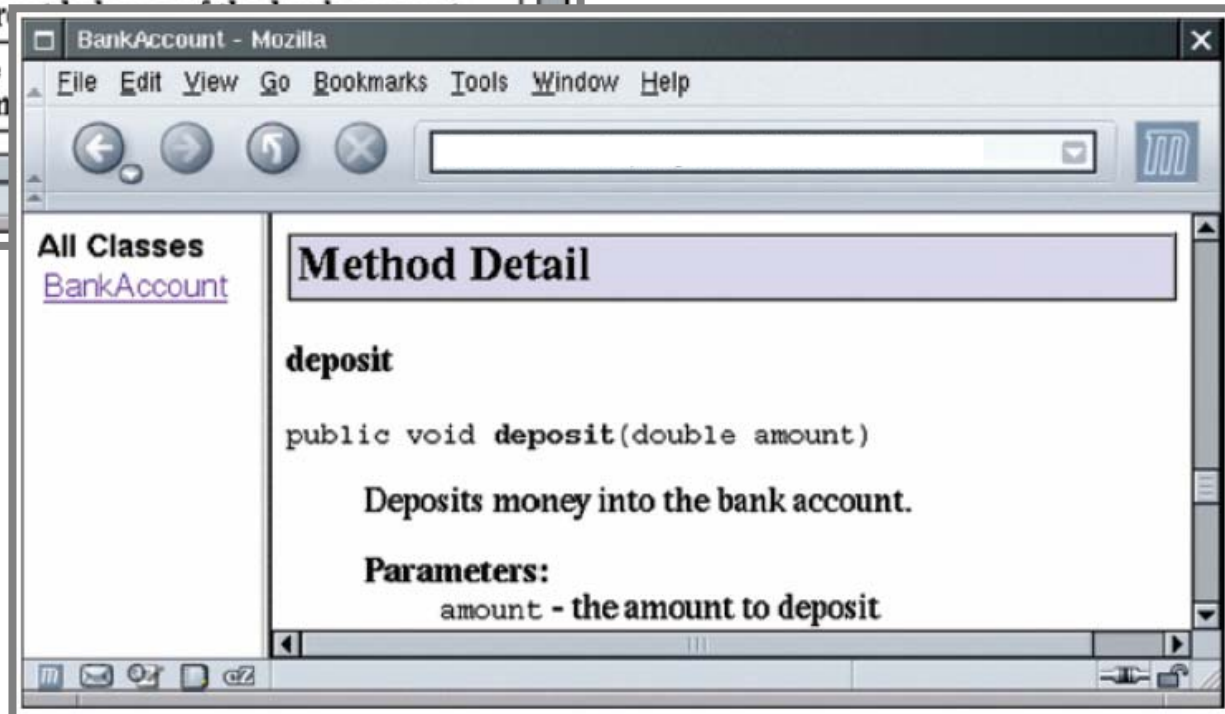 BankAccount - Mozilla
File Edit View Go Bookmarks Tools Window Help
All Classes
BankAccount
Method Detail
deposit
public void deposit(double amount)
Deposits money into the bank account.
Parameters:
amount - the amount to deposit